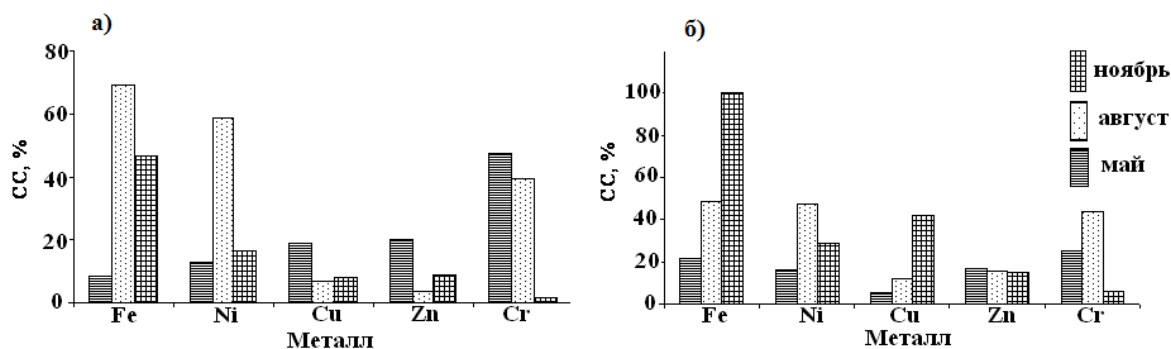 а)
СС, %
80
60
40
20
0
Fe Ni Cu Zn Cr
Металл
б)
СС, %
100
80
60
40
20
0
Fe Ni Cu Zn Cr
Металл
ноябрь
август
май